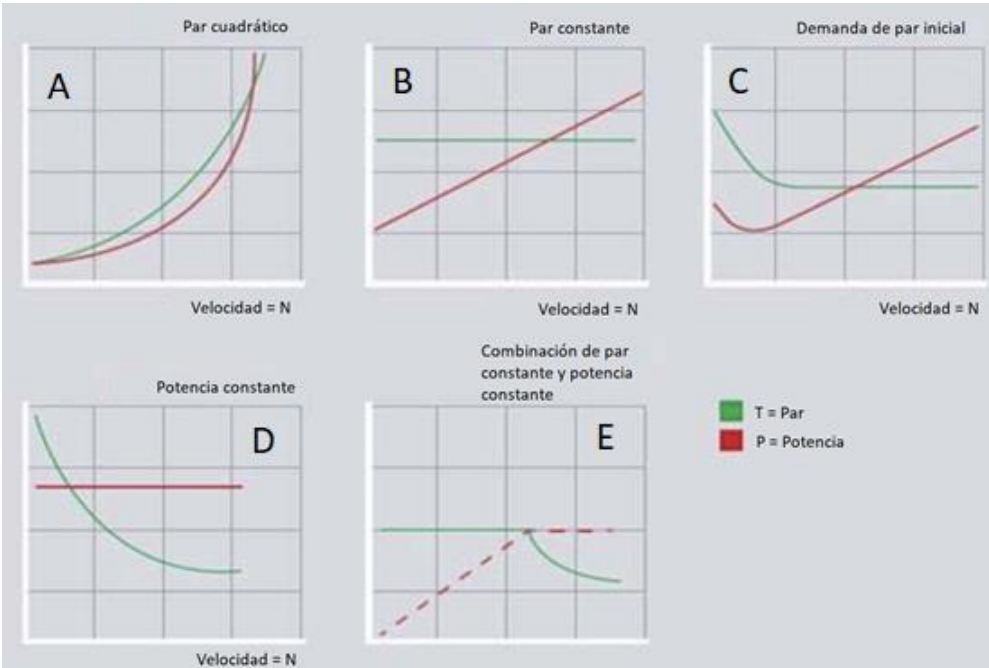 Par cuadrático
A
Velocidad = N
Par constante
B
Velocidad = N
Demanda de par inicial
C
Velocidad = N
Potencia constante
D
Velocidad = N
Combinación de par
constante y potencia
constante
E
T = Par
P = Potencia